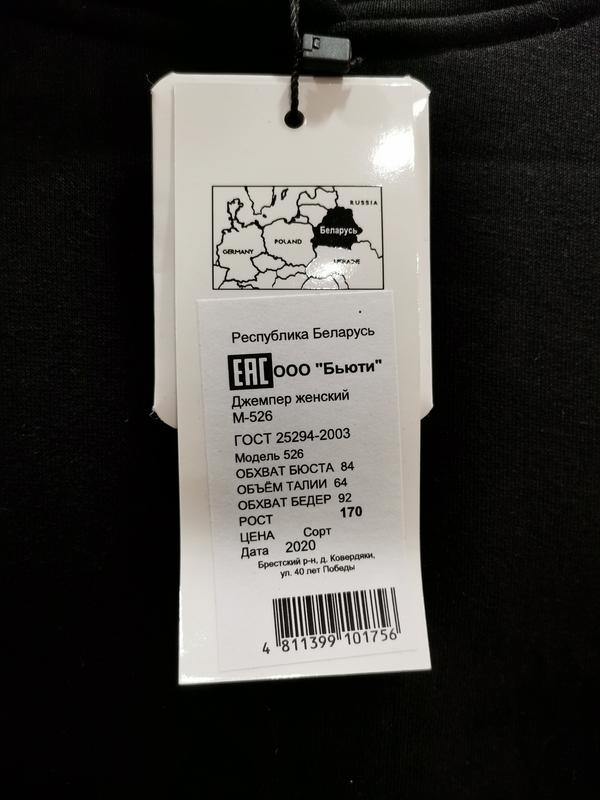 RUSSIA
Беларусь
POLAND
GERMANY
UKRAINE
Республика Беларусь
EAC ООО "Бьюти"
Джемпер женский
М-526
ГОСТ 25294-2003
Модель 526
ОБХВАТ БЮСТА 84
ОБЪЁМ ТАЛИИ 64
ОБХВАТ БЕДЕР 92
РОСТ 170
ЦЕНА Сорт
Дата 2020
Брестский р-н, д. Ковердяки,
ул. 40 лет Победы
4 811399 101756